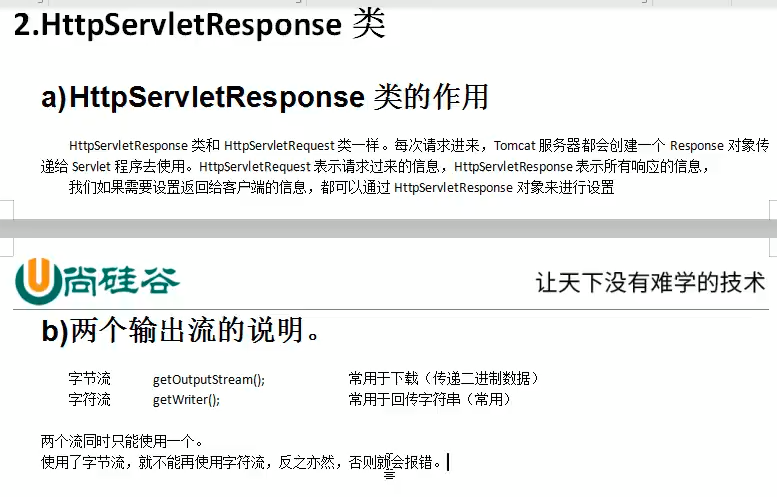 2.HttpServletResponse 类
a)HttpServletResponse 类的作用
HttpServletResponse 类和 HttpServletRequest 类一样。每次请求进来，Tomcat 服务器都会创建一个 Response 对象传
递给 Servlet 程序去使用。HttpServletRequest 表示请求过来的信息，HttpServletResponse 表示所有响应的信息，
我们如果需要设置返回给客户端的信息，都可以通过 HttpServletResponse 对象来进行设置
尚硅谷 让天下没有难学的技术
b)两个输出流的说明。
字节流 getOutputStream(); 常用于下载（传递二进制数据）
字符流 getWriter(); 常用于回传字符串（常用）
两个流同时只能使用一个。
使用了字节流，就不能再使用字符流，反之亦然，否则就会报错。